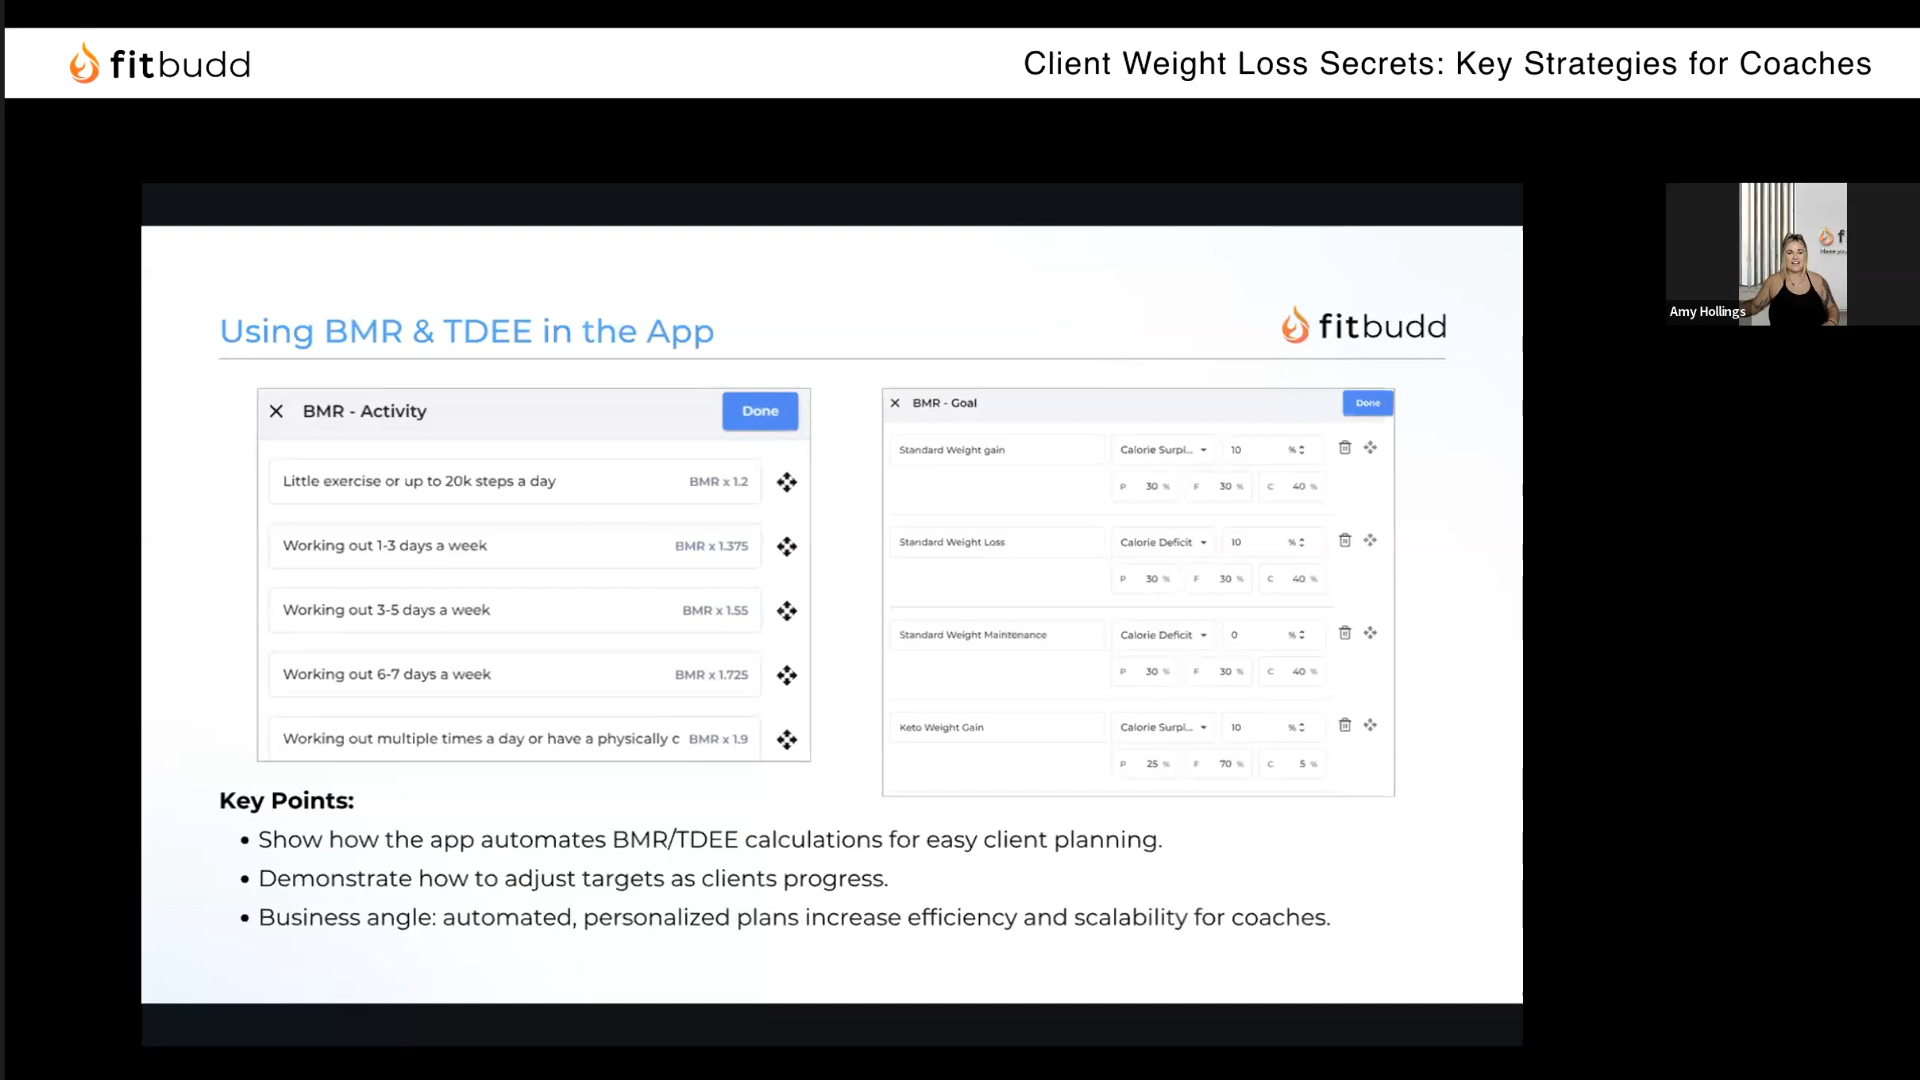 fitbudd
Client Weight Loss Secrets: Key Strategies for Coaches
Amy Hollings
Using BMR & TDEE in the App
fitbudd
BMR - Activity
Done
Little exercise or up to 20k steps a day BMR x 1.2
Working out 1-3 days a week BMR x 1.375
Working out 3-5 days a week BMR x 1.55
Working out 6-7 days a week BMR x 1.725
Working out multiple times a day or have a physically c BMR x 1.9
BMR - Goal
Done
Standard Weight gain Calorie Surpl... 10 %
P 30 % F 30 % C 40 %
Standard Weight Loss Calorie Deficit 10 %
P 30 % F 30 % C 40 %
Standard Weight Maintenance Calorie Deficit 0 %
P 30 % F 30 % C 40 %
Keto Weight Gain Calorie Surpl... 10 %
P 25 % F 70 % C 5 %
Key Points:
• Show how the app automates BMR/TDEE calculations for easy client planning.
• Demonstrate how to adjust targets as clients progress.
• Business angle: automated, personalized plans increase efficiency and scalability for coaches.